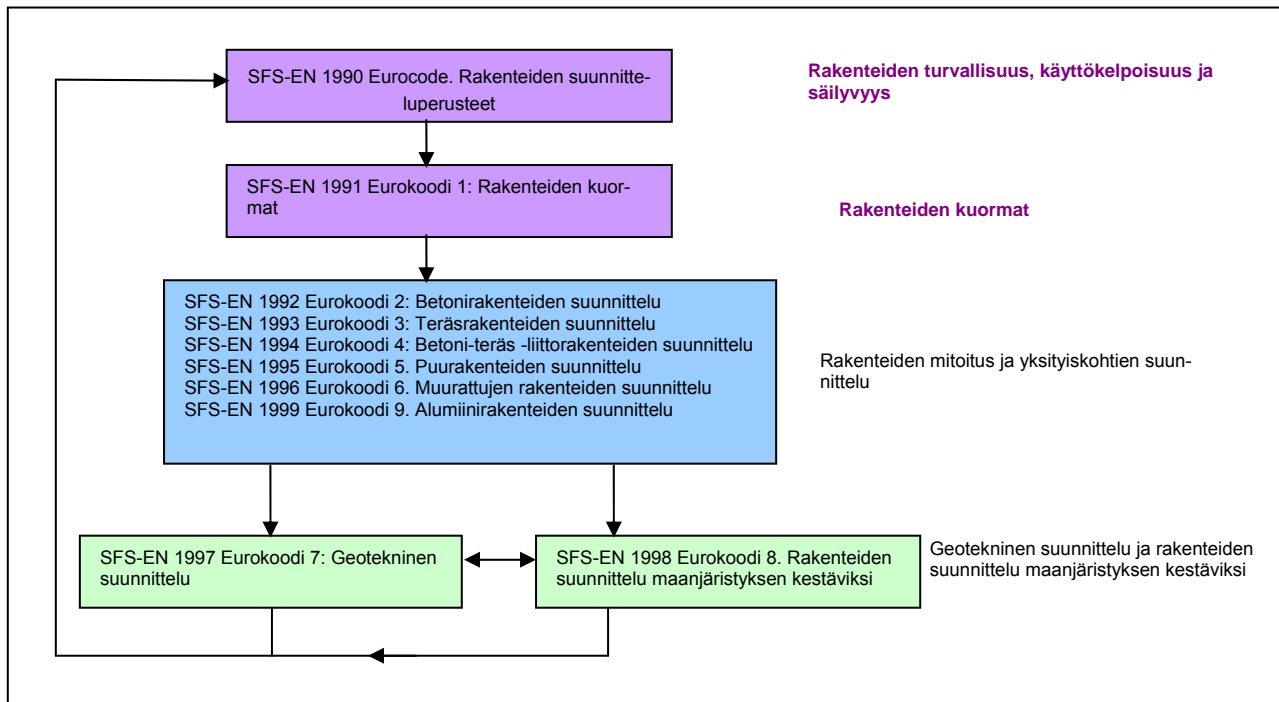 SFS-EN 1990 Eurocode. Rakenteiden suunnitte-
luperusteet
Rakenteiden turvallisuus, käyttökelpoisuus ja
säilyvyys
SFS-EN 1991 Eurokoodi 1: Rakenteiden kuor-
mat
Rakenteiden kuormat
SFS-EN 1992 Eurokoodi 2: Betonirakenteiden suunnittelu
SFS-EN 1993 Eurokoodi 3: Teräsrakenteiden suunnittelu
SFS-EN 1994 Eurokoodi 4: Betoni-teräs -liittorakenteiden suunnittelu
SFS-EN 1995 Eurokoodi 5. Puurakenteiden suunnittelu
SFS-EN 1996 Eurokoodi 6. Muurattujen rakenteiden suunnittelu
SFS-EN 1999 Eurokoodi 9. Alumiinirakenteiden suunnittelu
Rakenteiden mitoitus ja yksityiskohtien suun-
nittelu
SFS-EN 1997 Eurokoodi 7: Geotekninen
suunnittelu
SFS-EN 1998 Eurokoodi 8. Rakenteiden
suunnittelu maanjäristyksen kestäviksi
Geotekninen suunnittelu ja rakenteiden
suunnittelu maanjäristyksen kestäviksi